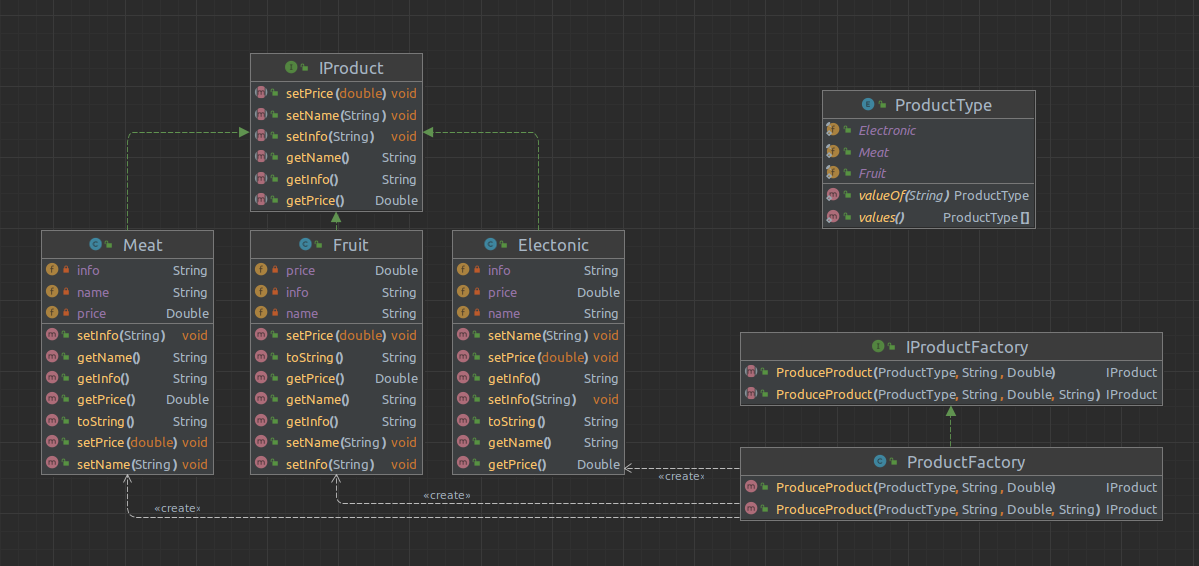 IProduct
setPrice(double) void
setName(String) void
setInfo(String) void
getName() String
getInfo() String
getPrice() Double
ProductType
Electronic
Meat
Fruit
valueOf(String) ProductType
values() ProductType[]
Meat
info String
name String
price Double
setInfo(String) void
getName() String
getInfo() String
getPrice() Double
toString() String
setPrice(double) void
setName(String) void
Fruit
price Double
info String
name String
setPrice(double) void
toString() String
getPrice() Double
getName() String
getInfo() String
setName(String) void
setInfo(String) void
Electonic
info String
price Double
name String
setName(String) void
setPrice(double) void
getInfo() String
setInfo(String) void
toString() String
getName() String
getPrice() Double
IProductFactory
ProduceProduct(ProductType, String, Double) IProduct
ProduceProduct(ProductType, String, Double, String) IProduct
ProductFactory
ProduceProduct(ProductType, String, Double) IProduct
ProduceProduct(ProductType, String, Double, String) IProduct
«create»
«create»
«create»